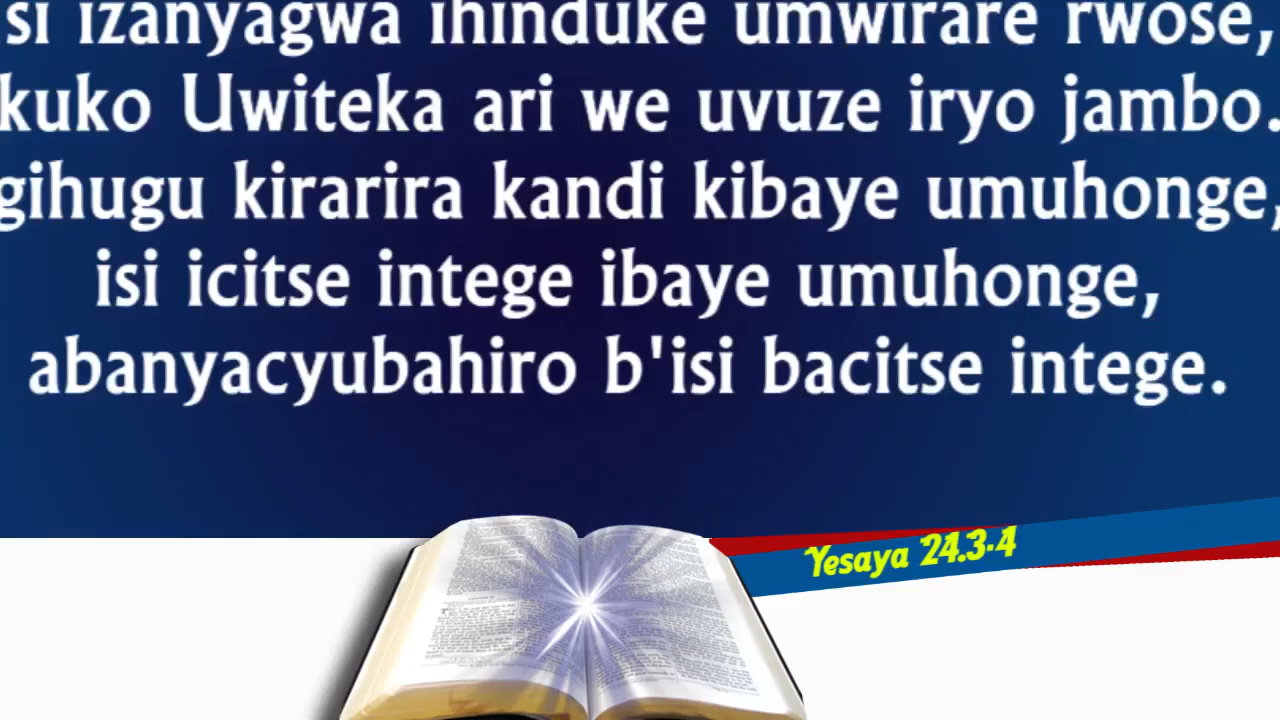 si izanyagwa ihinduke umwirare rwose,
kuko Uwiteka ari we uvuze iryo jambo.
gihugu kirarira kandi kibaye umuhonge,
isi icitse intege ibaye umuhonge,
abanyacyubahiro b'isi bacitse intege.
Yesaya 24.3-4